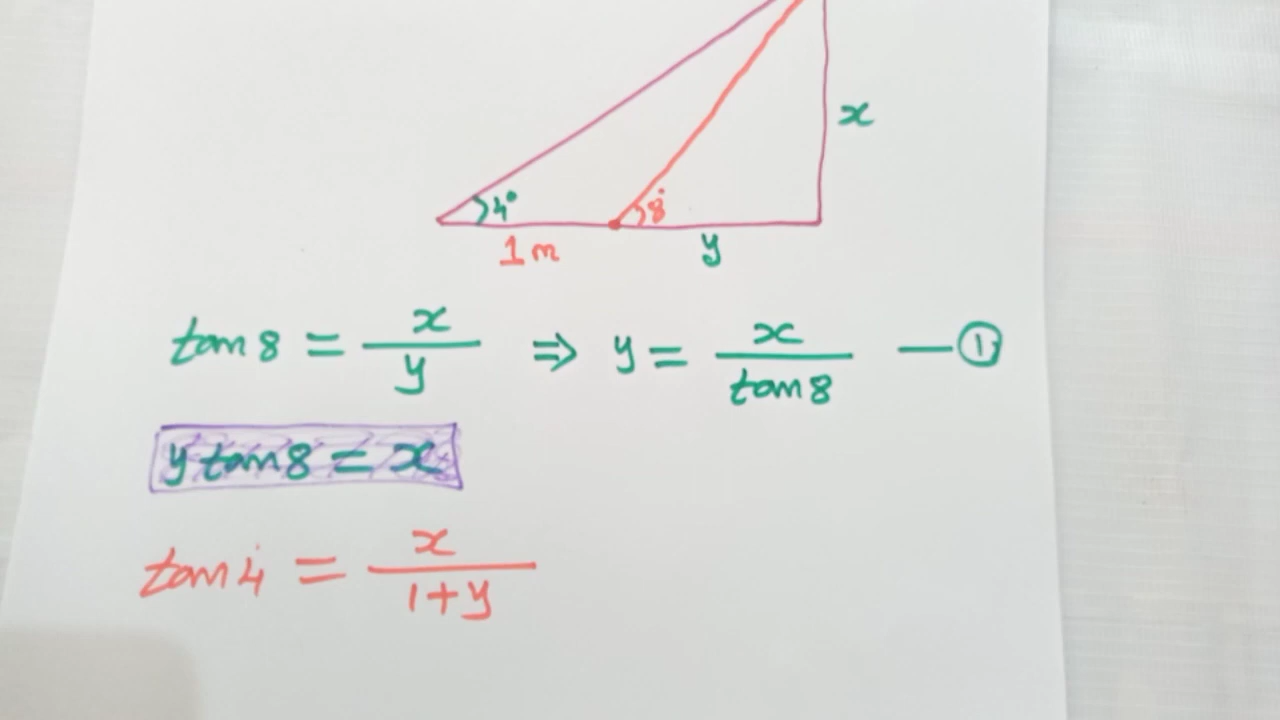 x
4°
8°
1m
y
tan 8 = x/y ⇒ y = x/tan 8 — ①
y tan 8 = x
tan 4 = x/1+y